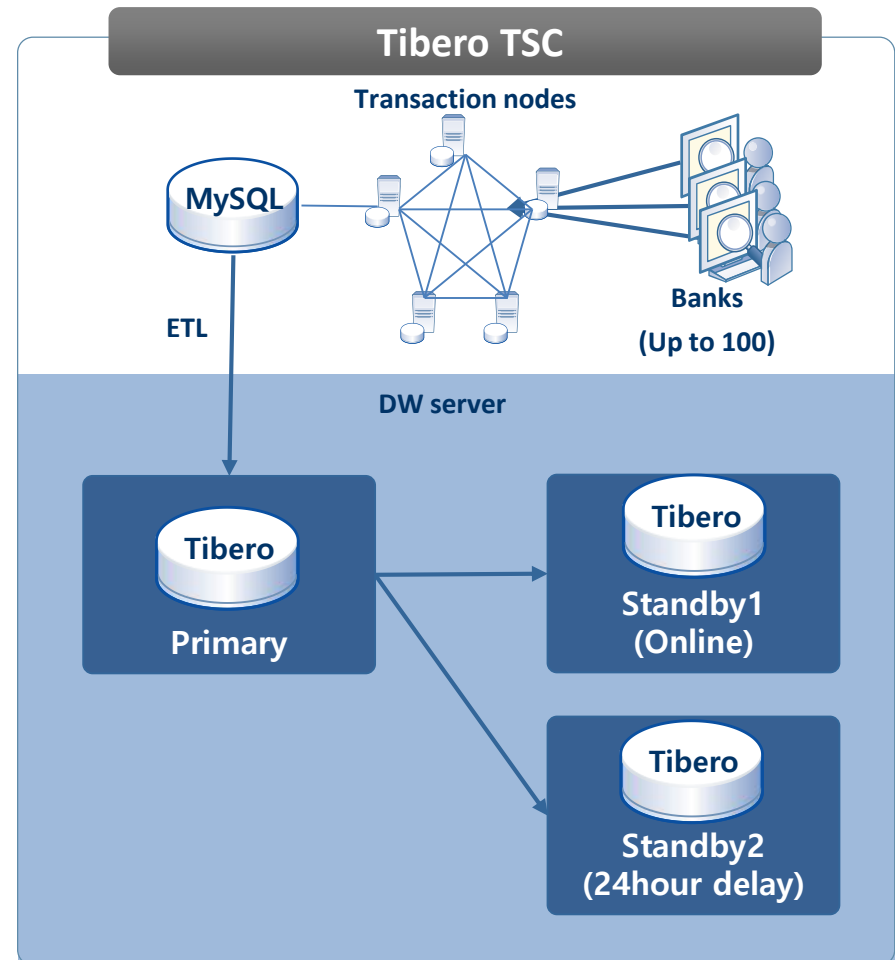 Tibero TSC
Transaction nodes
MySQL
Banks
(Up to 100)
ETL
DW server
Tibero
Primary
Tibero
Standby1
(Online)
Tibero
Standby2
(24hour delay)